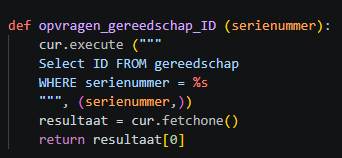 def opvragen_gereedschap_ID (serienummer):
    cur.execute ("""
    Select ID FROM gereedschap
    WHERE serienummer = %s
    """, (serienummer,))
    resultaat = cur.fetchone()
    return resultaat[0]